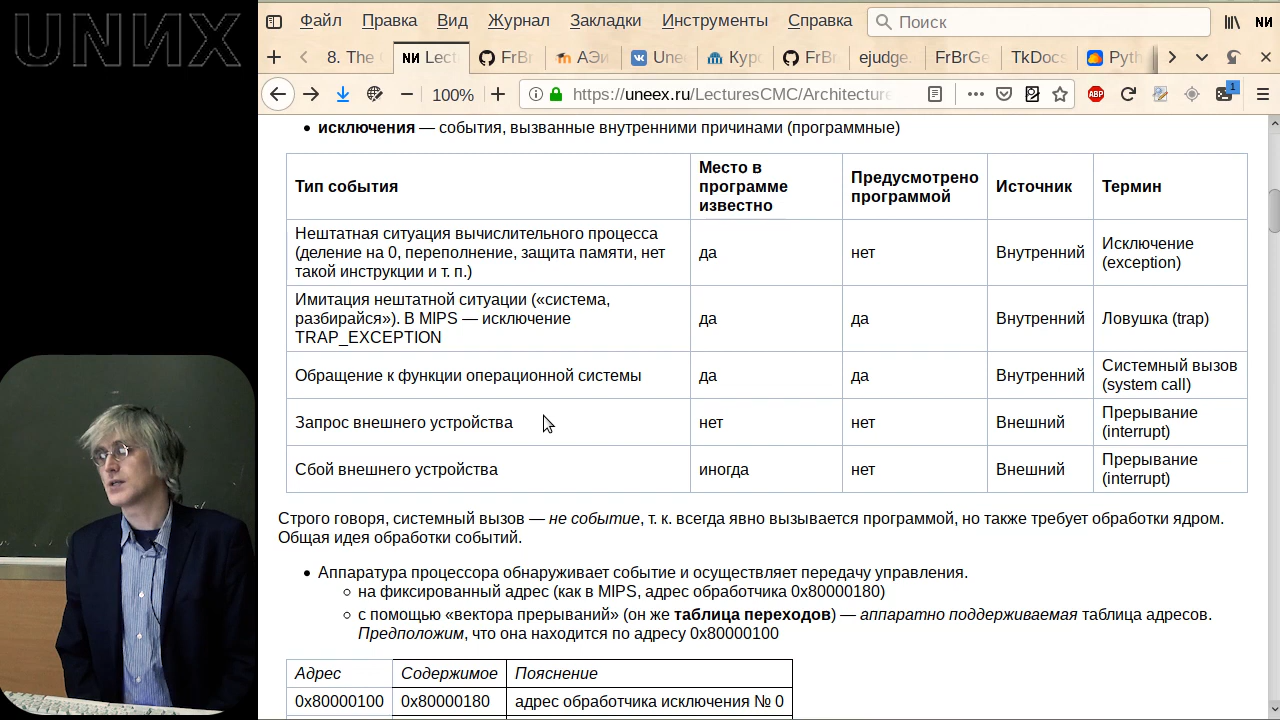 UNИX
Файл Правка Вид Журнал Закладки Инструменты Справка Поиск
8. The NИ Lect FrBr АЭи Unee Курс FrBr ejudge. FrBrGe TkDocs Pyth
100% https://uneex.ru/LecturesCMC/Architecture ABP 1
• исключения — события, вызванные внутренними причинами (программные)
Тип события
Место в
программе
известно
Предусмотрено
программой
Источник
Термин
Нештатная ситуация вычислительного процесса
(деление на 0, переполнение, защита памяти, нет
такой инструкции и т. п.)
да
нет
Внутренний
Исключение
(exception)
Имитация нештатной ситуации («система,
разбирайся»). В MIPS — исключение
TRAP_EXCEPTION
да
да
Внутренний
Ловушка (trap)
Обращение к функции операционной системы
да
да
Внутренний
Системный вызов
(system call)
Запрос внешнего устройства
нет
нет
Внешний
Прерывание
(interrupt)
Сбой внешнего устройства
иногда
нет
Внешний
Прерывание
(interrupt)
Строго говоря, системный вызов — не событие, т. к. всегда явно вызывается программой, но также требует обработки ядром.
Общая идея обработки событий.
• Аппаратура процессора обнаруживает событие и осуществляет передачу управления.
○ на фиксированный адрес (как в MIPS, адрес обработчика 0x80000180)
○ с помощью «вектора прерываний» (он же таблица переходов) — аппаратно поддерживаемая таблица адресов.
Предположим, что она находится по адресу 0x80000100
Адрес Содержимое Пояснение
0x80000100 0x80000180 адрес обработчика исключения № 0